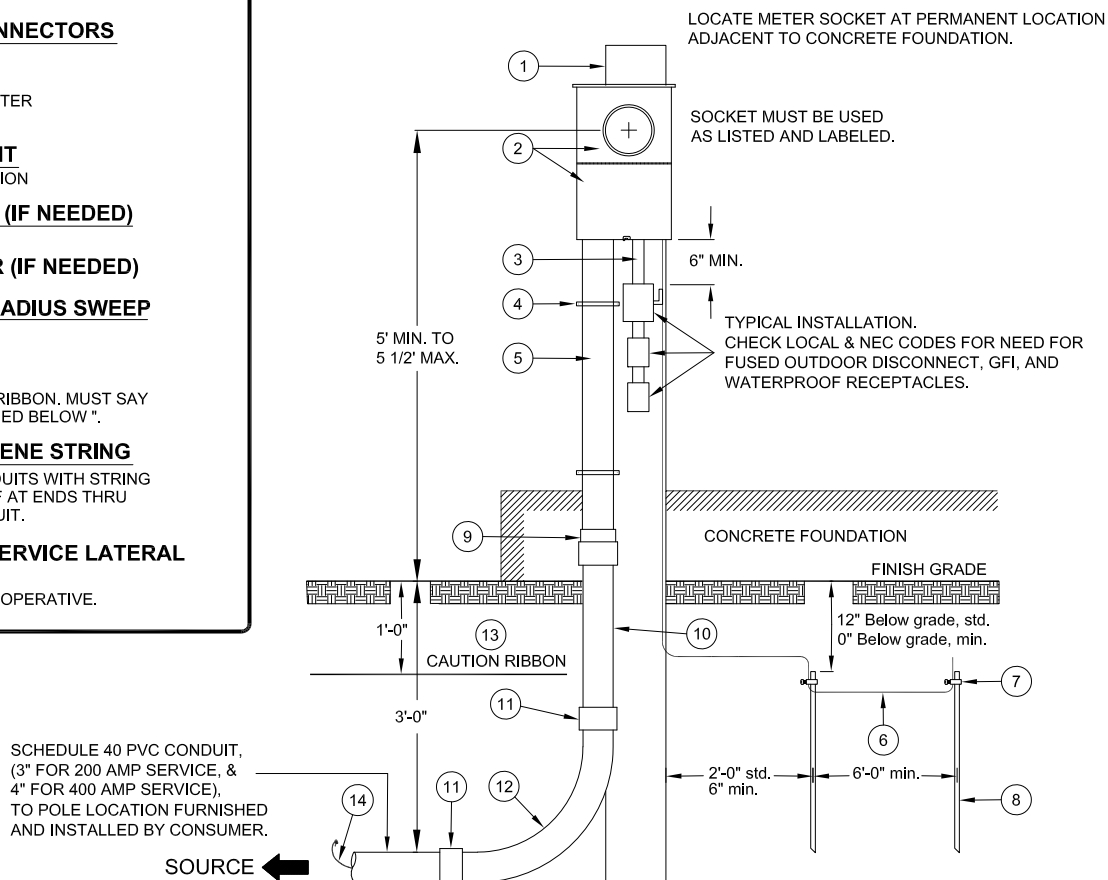 NNECTORS
TER
IT
ION
(IF NEEDED)
R (IF NEEDED)
ADIUS SWEEP
RIBBON. MUST SAY
ED BELOW ".
ENE STRING
UITS WITH STRING
F AT ENDS THRU
UIT.
ERVICE LATERAL
OPERATIVE.
LOCATE METER SOCKET AT PERMANENT LOCATION
ADJACENT TO CONCRETE FOUNDATION.
1
SOCKET MUST BE USED
AS LISTED AND LABELED.
2
3
6" MIN.
4
5' MIN. TO
5 1/2' MAX.
5
TYPICAL INSTALLATION.
CHECK LOCAL & NEC CODES FOR NEED FOR
FUSED OUTDOOR DISCONNECT, GFI, AND
WATERPROOF RECEPTACLES.
9
CONCRETE FOUNDATION
FINISH GRADE
1'-0"
13
CAUTION RIBBON
10
12" Below grade, std.
0" Below grade, min.
7
11
3'-0"
6
SCHEDULE 40 PVC CONDUIT,
(3" FOR 200 AMP SERVICE, &
4" FOR 400 AMP SERVICE),
TO POLE LOCATION FURNISHED
AND INSTALLED BY CONSUMER.
14
11
12
2'-0" std.
6" min.
6'-0" min.
8
SOURCE